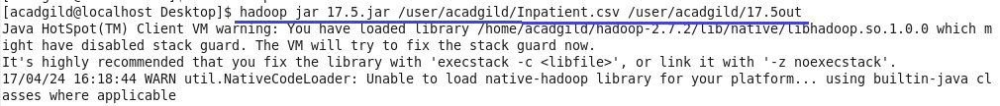 [acadgild@localhost Desktop]$ hadoop jar 17.5.jar /user/acadgild/Inpatient.csv /user/acadgild/17.5out
Java HotSpot(TM) Client VM warning: You have loaded library /home/acadgild/hadoop-2.7.2/lib/native/libhadoop.so.1.0.0 which m
ight have disabled stack guard. The VM will try to fix the stack guard now.
It's highly recommended that you fix the library with 'execstack -c <libfile>', or link it with '-z noexecstack'.
17/04/24 16:18:44 WARN util.NativeCodeLoader: Unable to load native-hadoop library for your platform... using builtin-java cl
asses where applicable